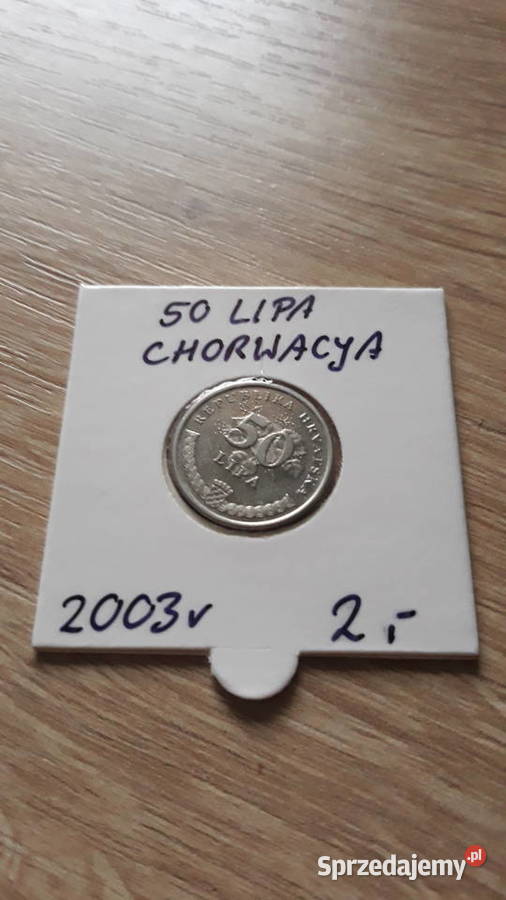 50 LIPA
CHORWACJA
REPUBLIKA HRVATSKA
50
LIPA
2003r 2,-
Sprzedajemy.pl